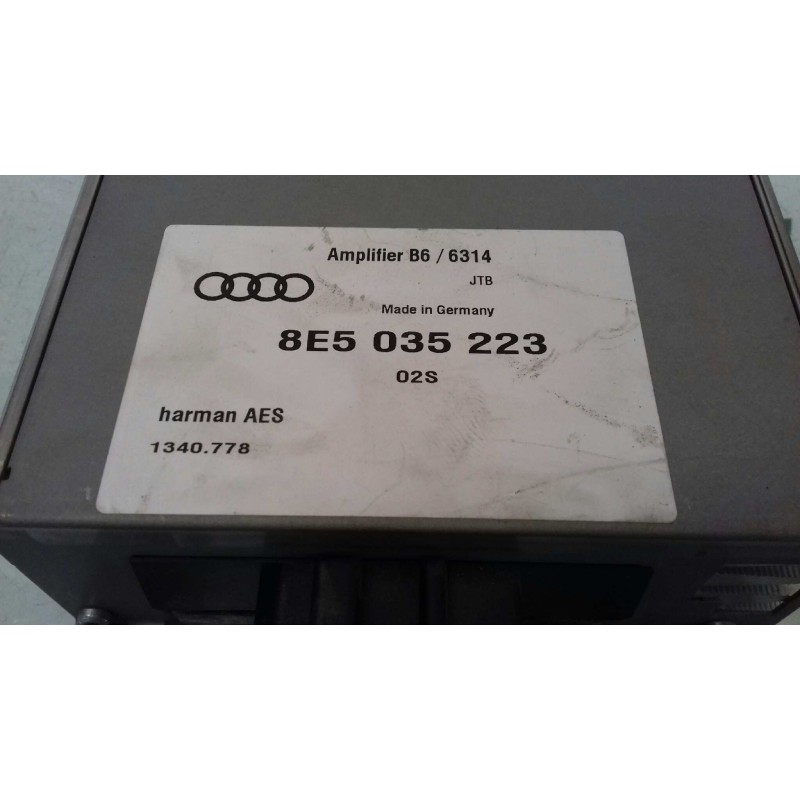 Amplifier B6 / 6314
JTB
Made in Germany
8E5 035 223
02S
harman AES
1340.778